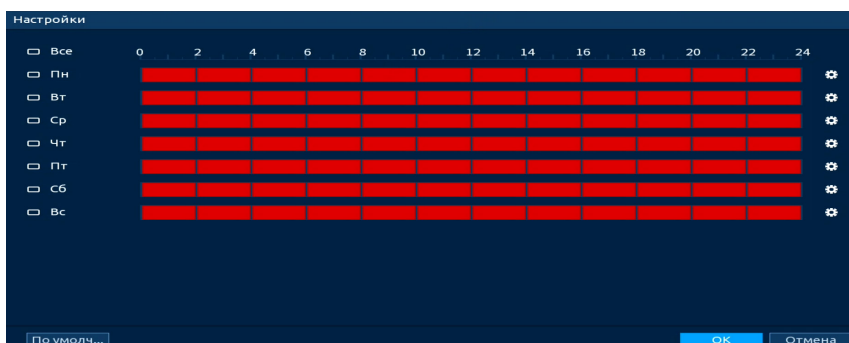 Настройки
Все 0 2 4 6 8 10 12 14 16 18 20 22 24
Пн
Вт
Ср
Чт
Пт
Сб
Вс
По умолч... OK Отмена